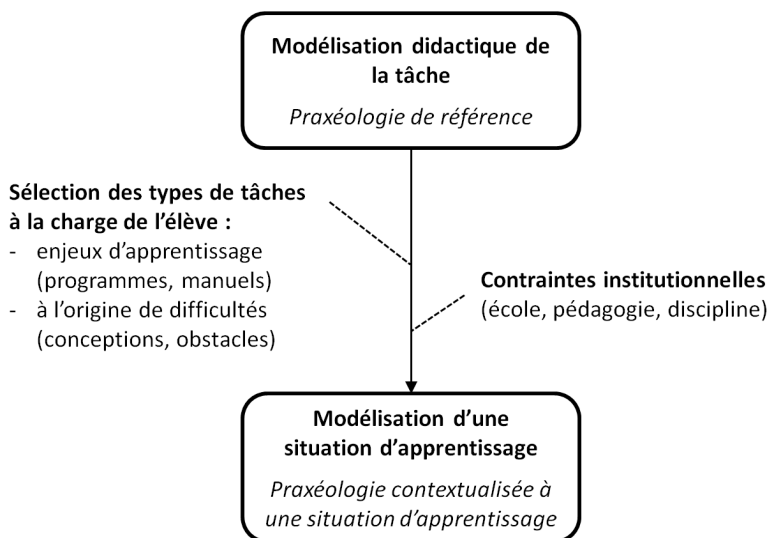 Modélisation didactique de
la tâche
Praxéologie de référence
Sélection des types de tâches
à la charge de l’élève :
- enjeux d’apprentissage
(programmes, manuels)
- à l’origine de difficultés
(conceptions, obstacles)
Contraintes institutionnelles
(école, pédagogie, discipline)
Modélisation d’une
situation d’apprentissage
Praxéologie contextualisée à
une situation d’apprentissage